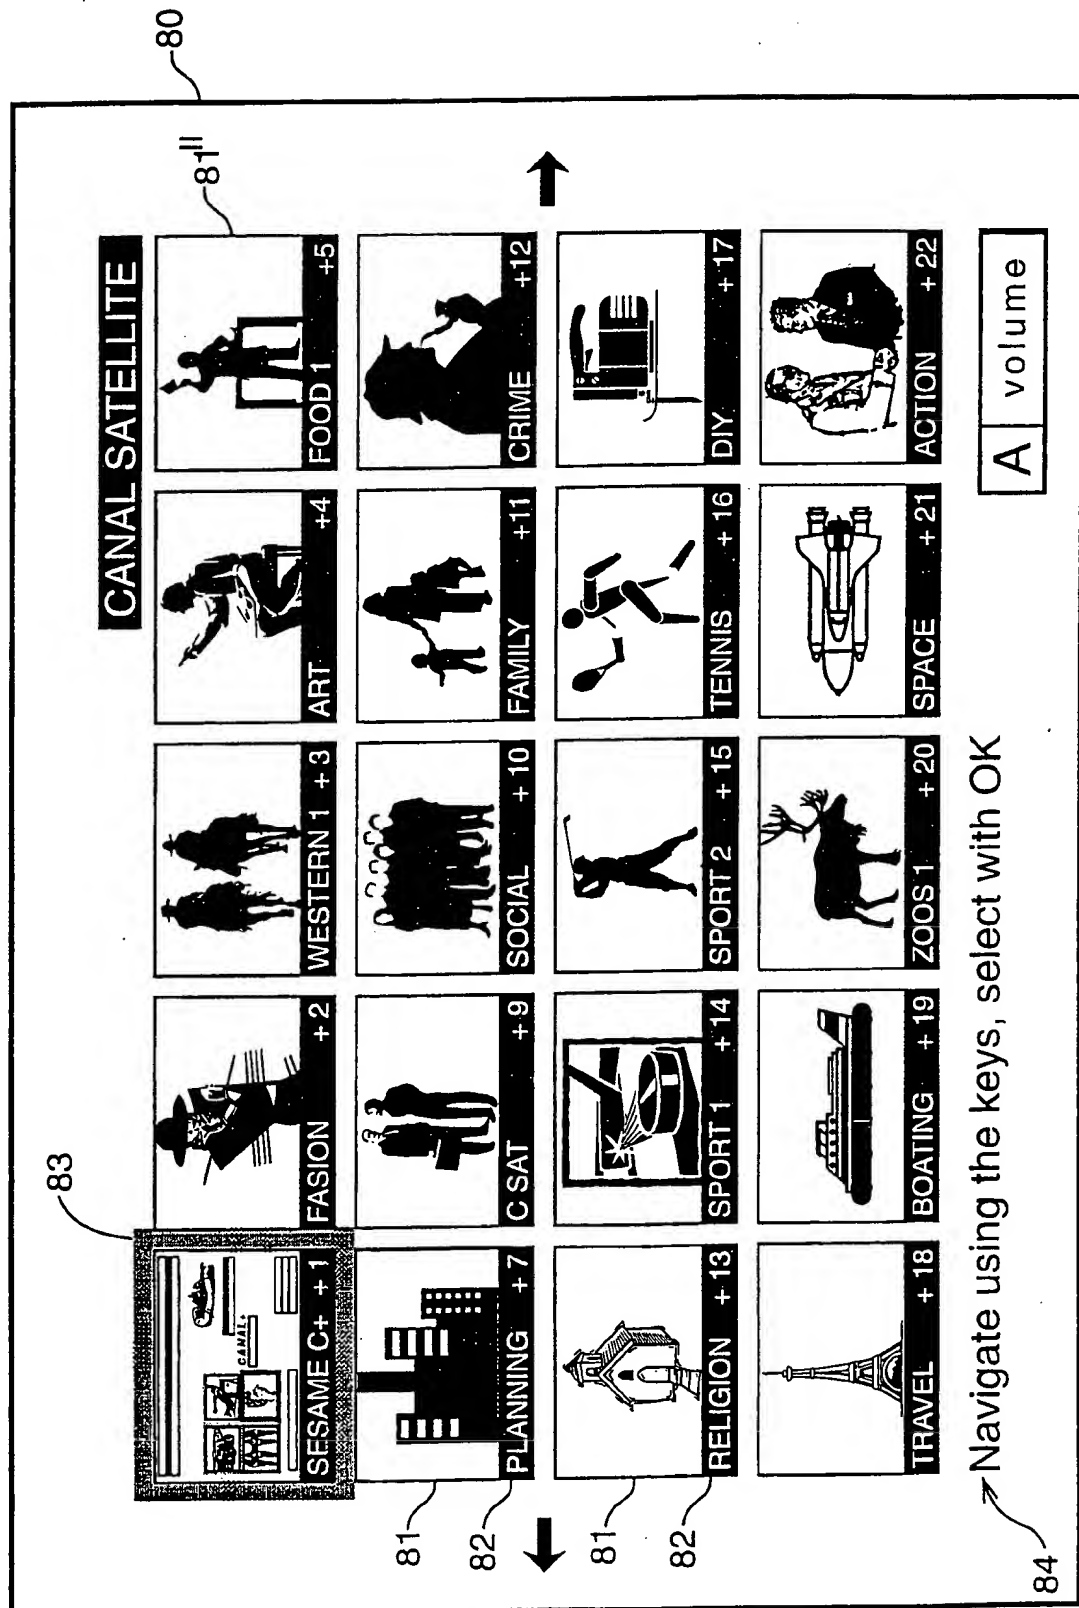 80
81"
83
CANAL SATELLITE
CANAL+
SESAME C+ +1
FASION +2
WESTERN 1 +3
ART +4
FOOD 1 +5
81
82
PLANNING +7
C SAT +9
SOCIAL +10
FAMILY +11
CRIME +12
81
82
RELIGION +13
SPORT 1 +14
SPORT 2 +15
TENNIS +16
DIY +17
TRAVEL +18
BOATING +19
ZOOS 1 +20
SPACE +21
ACTION +22
84
Navigate using the keys, select with OK
A volume